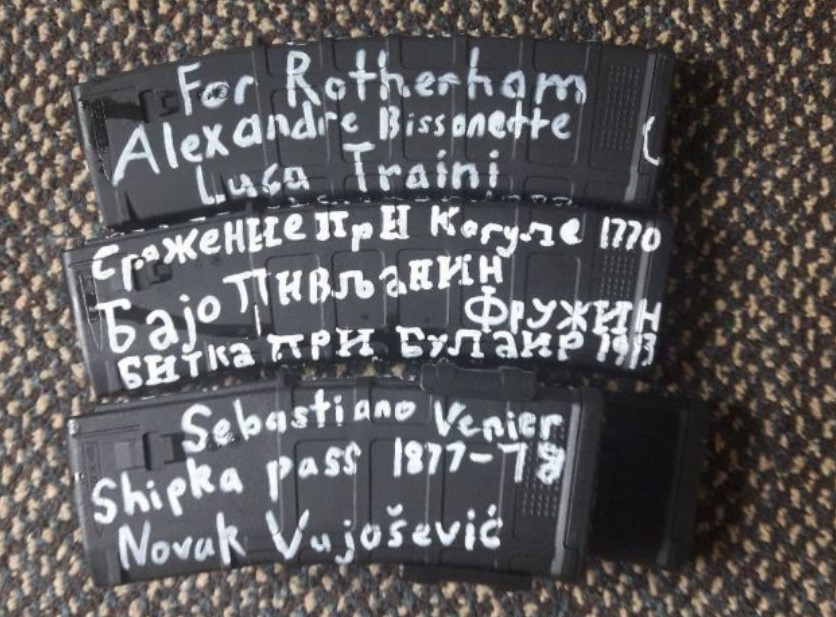 For Rotherham
Alexandre Bissonette
Luca Traini
Сражение при Кагуле 1770
Бајо Пивљанин
Фружин
Битка при Булаир 1913
Sebastiano Venier
Shipka pass 1877-78
Novak Vujošević